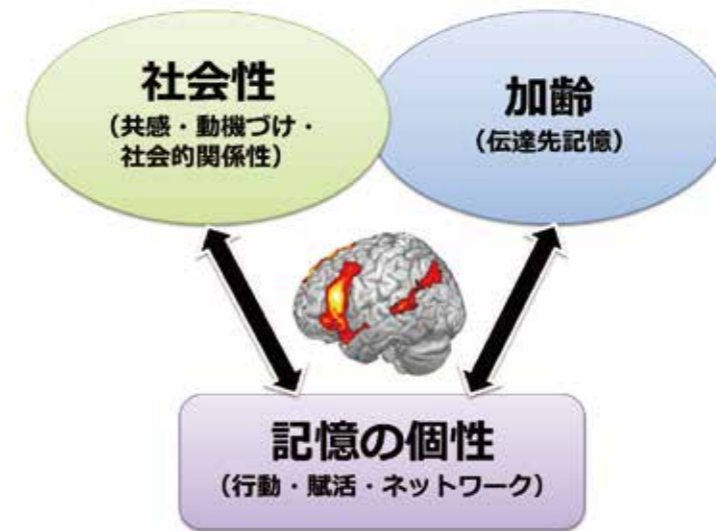 社会性
(共感・動機づけ・
社会的関係性)
加齢
(伝達先記憶)
記憶の個性
(行動・賦活・ネットワーク)